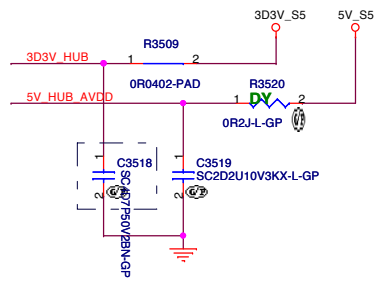 3D3V_S5
5V_S5
3D3V_HUB
R3509
1
2
0R0402-PAD
5V_HUB_AVDD
R3520
1
DY
2
0R2J-L-GP
1
C3518
2
1
C3519
SC2D2U10V3KX-L-GP
2